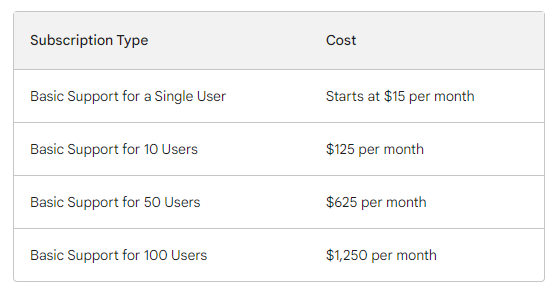 Subscription Type Cost
Basic Support for a Single User Starts at $15 per month
Basic Support for 10 Users $125 per month
Basic Support for 50 Users $625 per month
Basic Support for 100 Users $1,250 per month